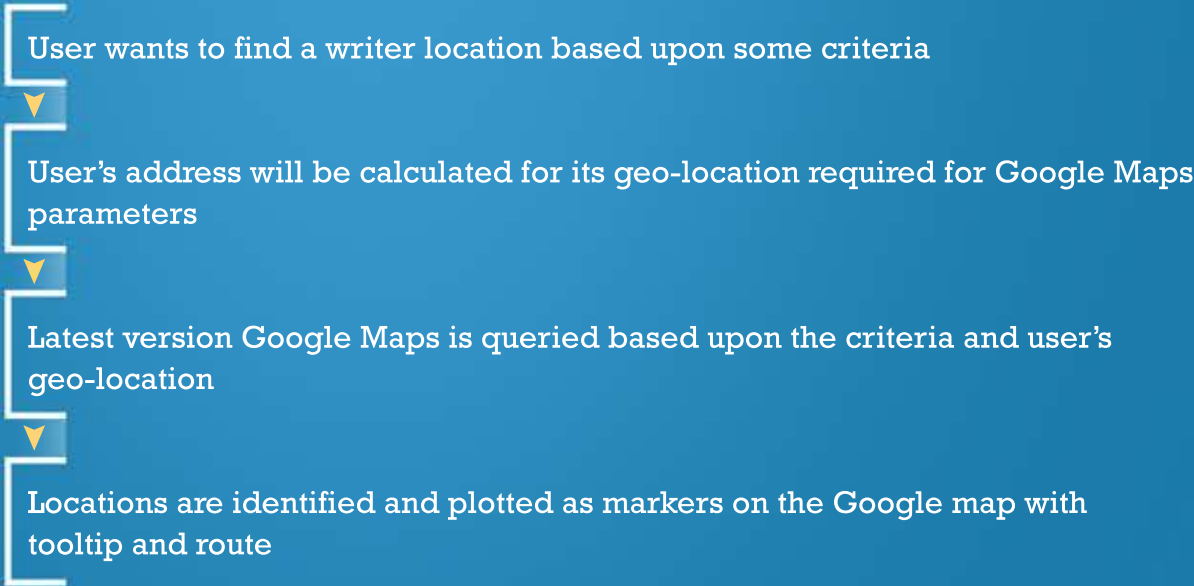 User wants to find a writer location based upon some criteria
User’s address will be calculated for its geo-location required for Google Maps
parameters
Latest version Google Maps is queried based upon the criteria and user’s
geo-location
Locations are identified and plotted as markers on the Google map with
tooltip and route